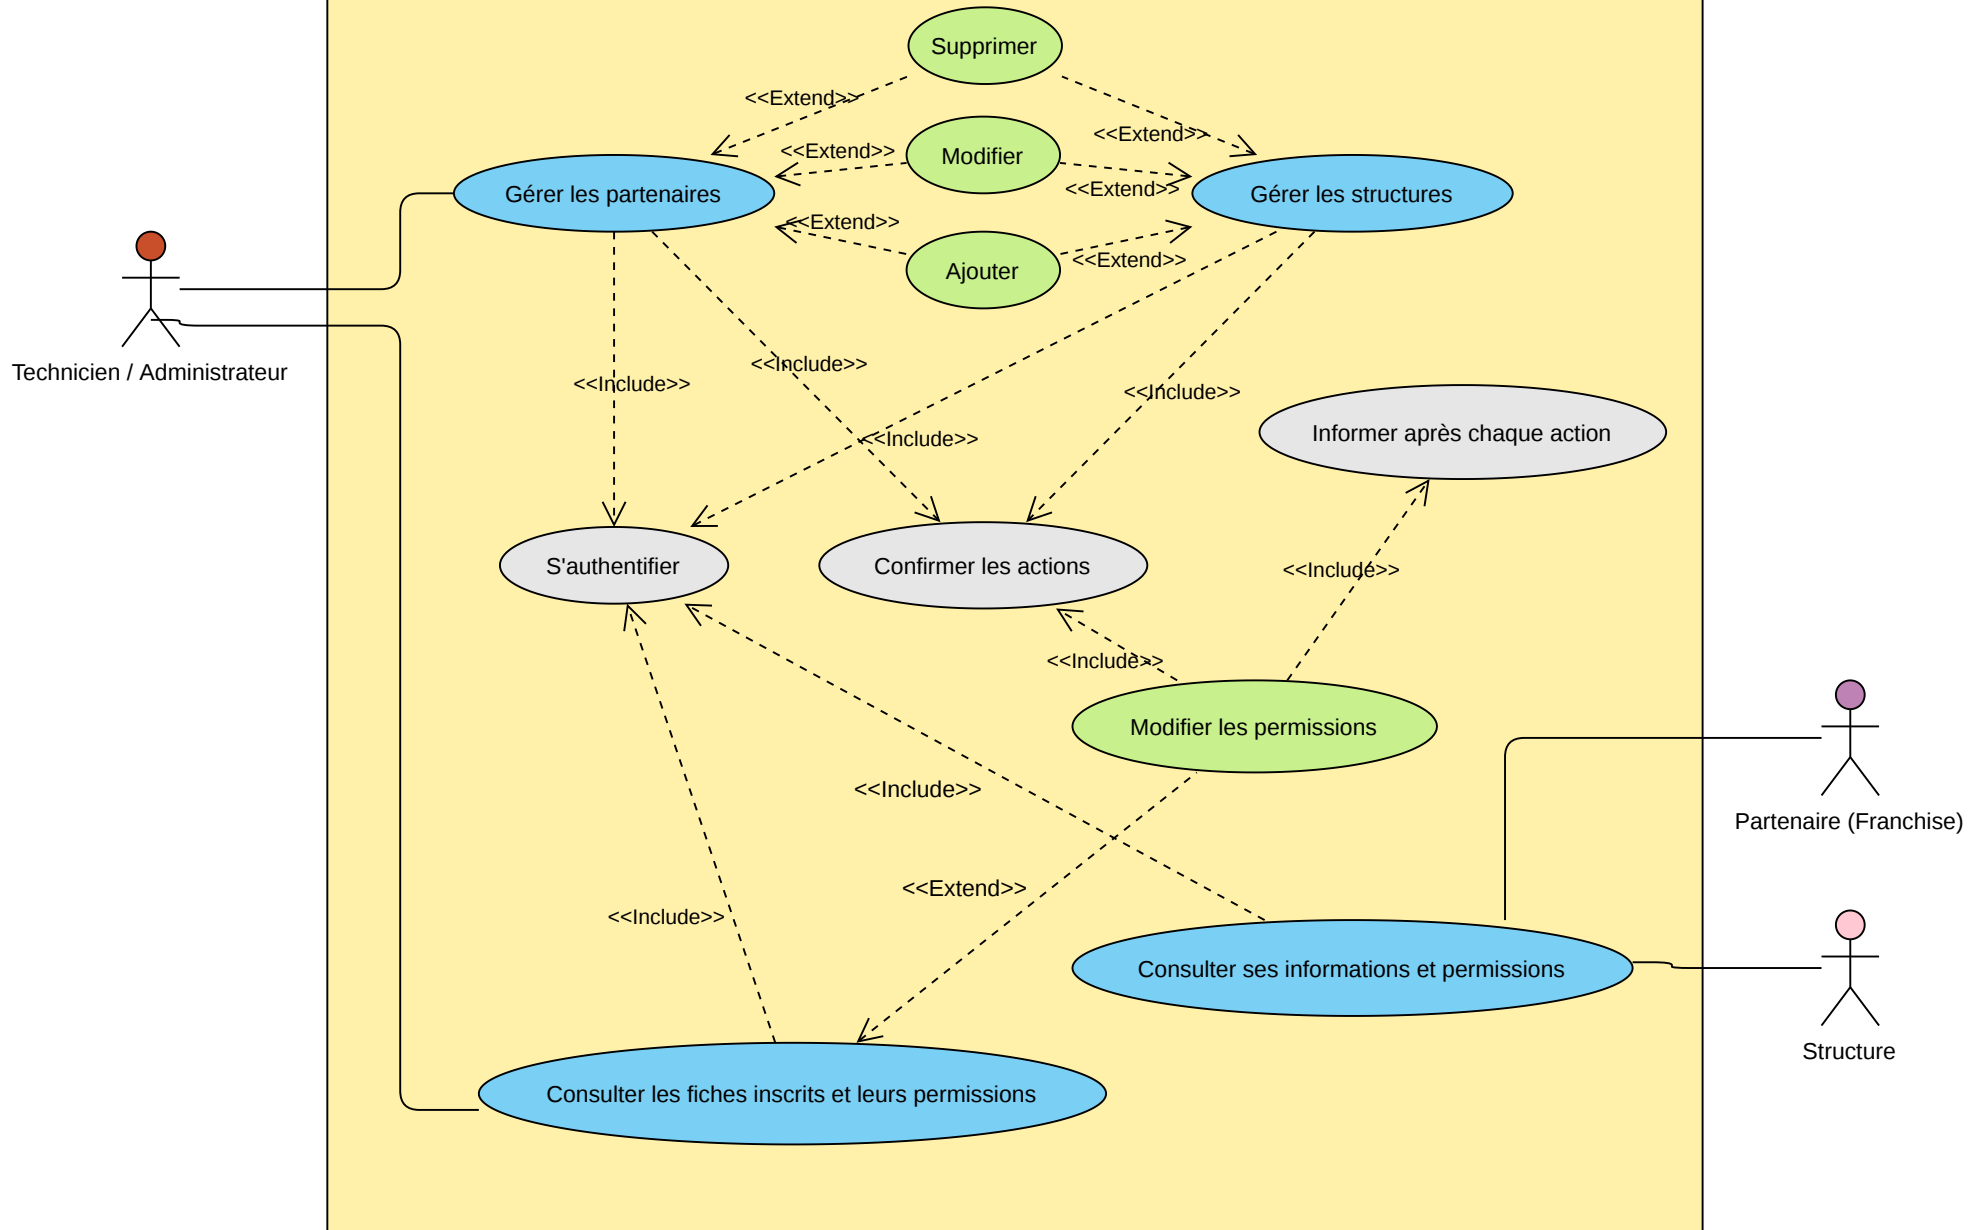 Supprimer
<<Extend>>
<<Extend>>
<<Extend>>
Modifier
<<Extend>>
Gérer les partenaires
Gérer les structures
<<Extend>>
<<Extend>>
Ajouter
Technicien / Administrateur
<<Include>>
<<Include>>
<<Include>>
<<Include>>
Informer après chaque action
S'authentifier
Confirmer les actions
<<Include>>
<<Include>>
Modifier les permissions
<<Include>>
Partenaire (Franchise)
<<Extend>>
<<Include>>
Consulter ses informations et permissions
Structure
Consulter les fiches inscrits et leurs permissions